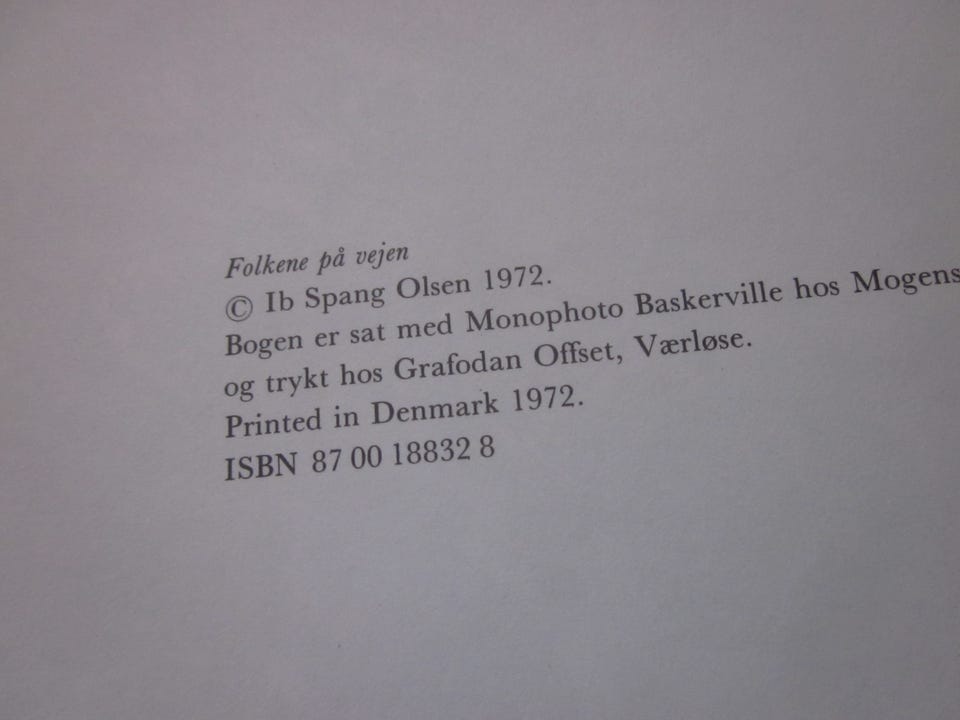 Folkene på vejen
© Ib Spang Olsen 1972.
Bogen er sat med Monophoto Baskerville hos Mogens
og trykt hos Grafodan Offset, Værløse.
Printed in Denmark 1972.
ISBN 87 00 18832 8